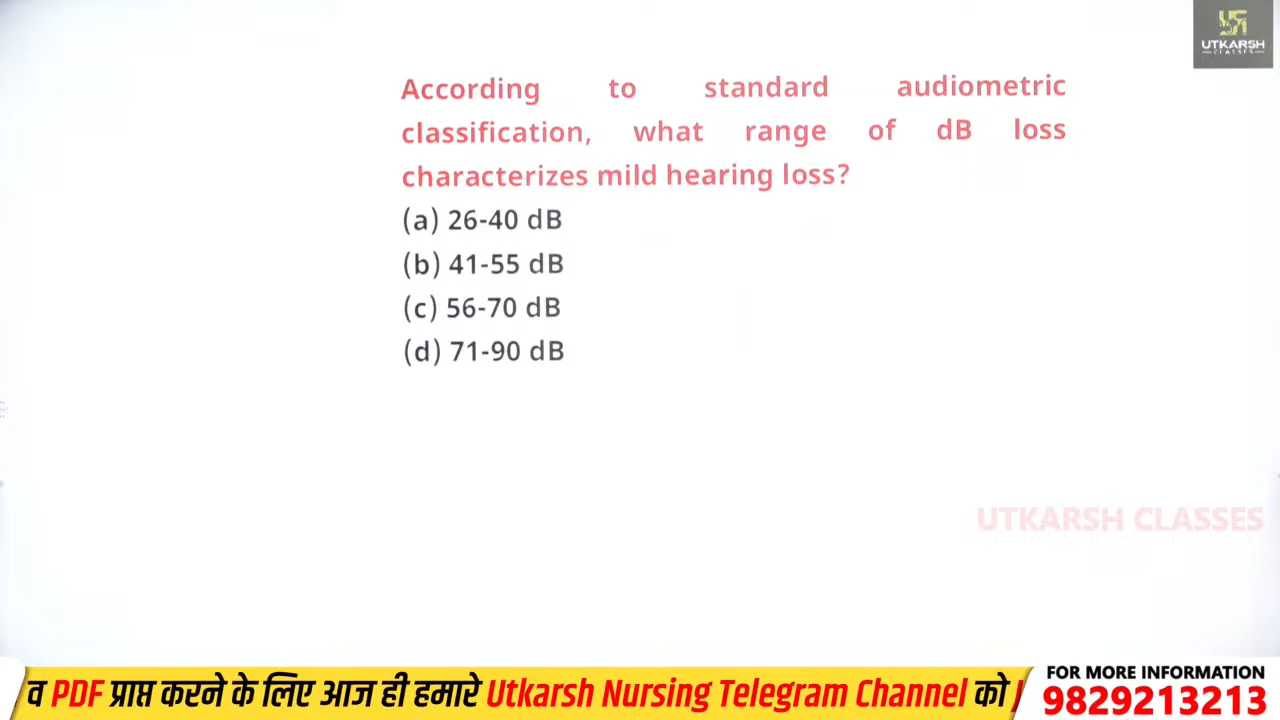 UTKARSH
CLASSES
According to standard audiometric
classification, what range of dB loss
characterizes mild hearing loss?
(a) 26-40 dB
(b) 41-55 dB
(c) 56-70 dB
(d) 71-90 dB
UTKARSH CLASSES
व PDF प्राप्त करने के लिए आज ही हमारे Utkarsh Nursing Telegram Channel को
FOR MORE INFORMATION
9829213213